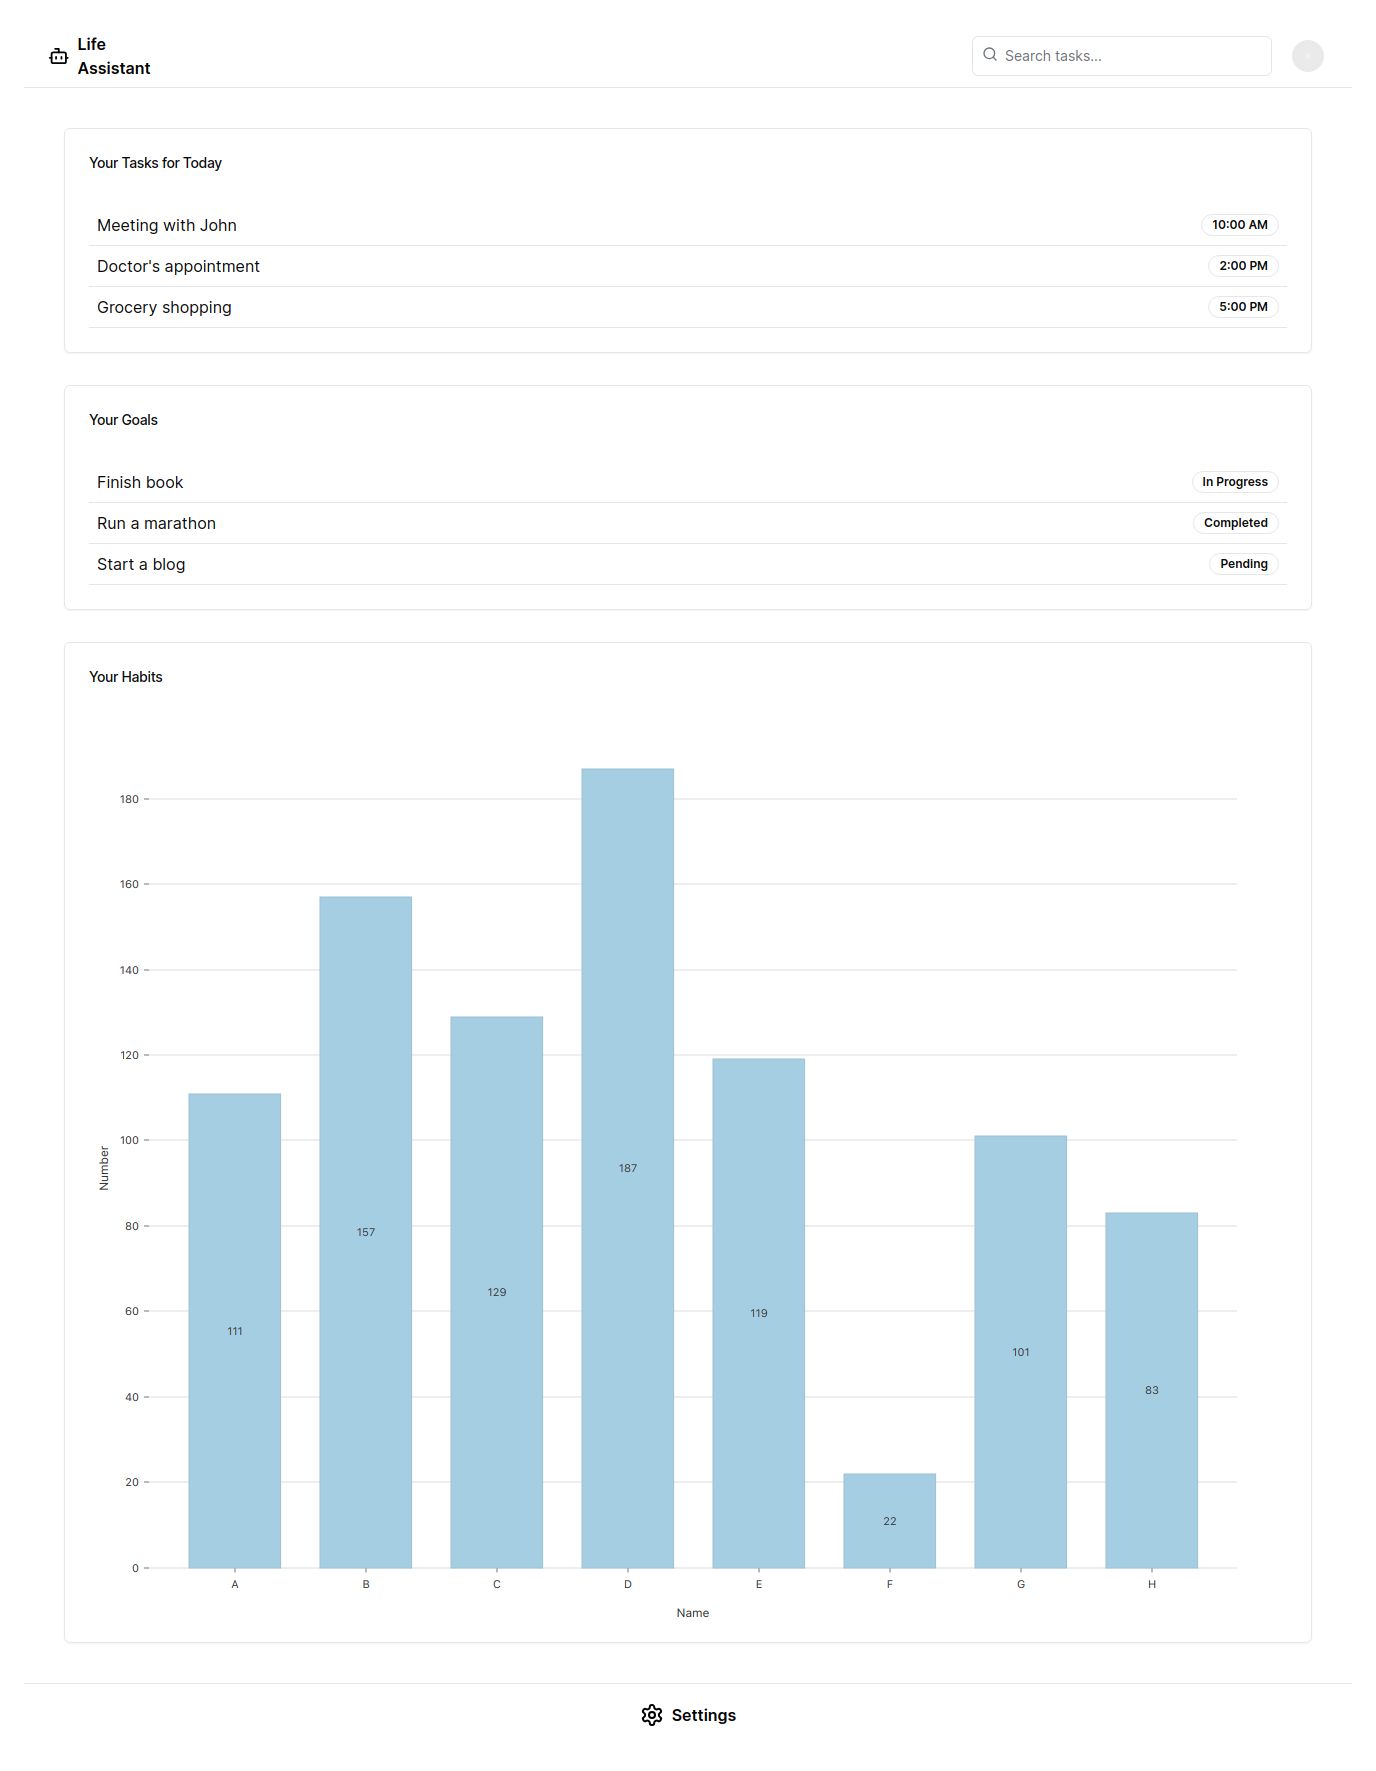 Life
Assistant
Search tasks...
Your Tasks for Today
Meeting with John 10:00 AM
Doctor's appointment 2:00 PM
Grocery shopping 5:00 PM
Your Goals
Finish book In Progress
Run a marathon Completed
Start a blog Pending
Your Habits
180
160
140
120
100
80
60
40
20
0
Number
111
157
129
187
119
22
101
83
A B C D E F G H
Name
Settings